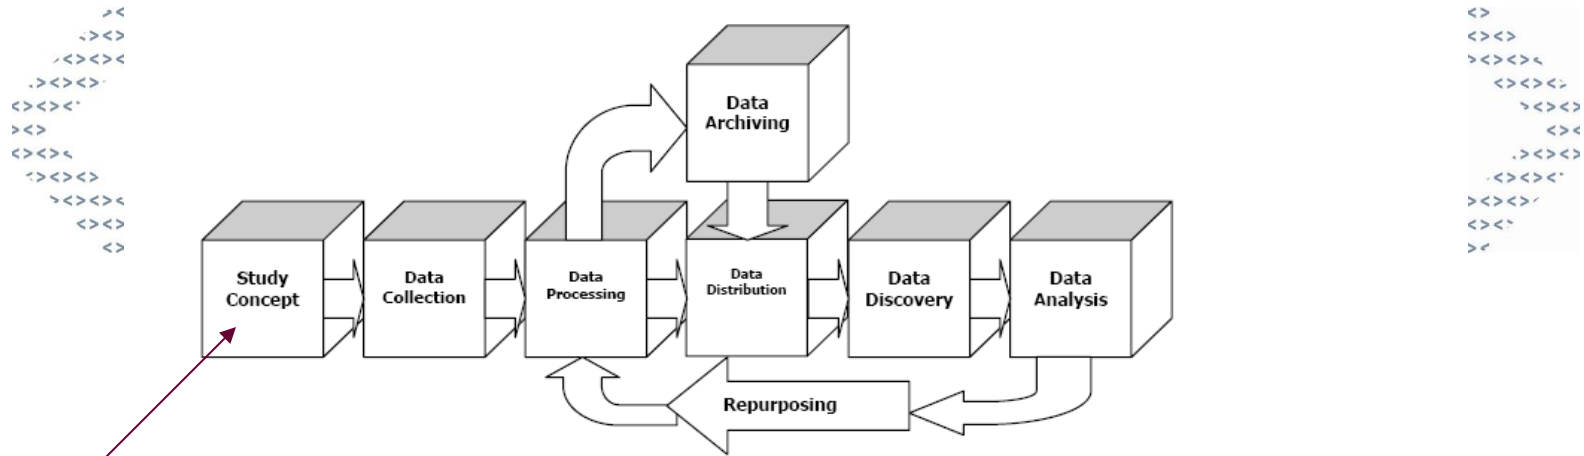 Data
Archiving
Study
Concept
Data
Collection
Data
Processing
Data
Distribution
Data
Discovery
Data
Analysis
Repurposing